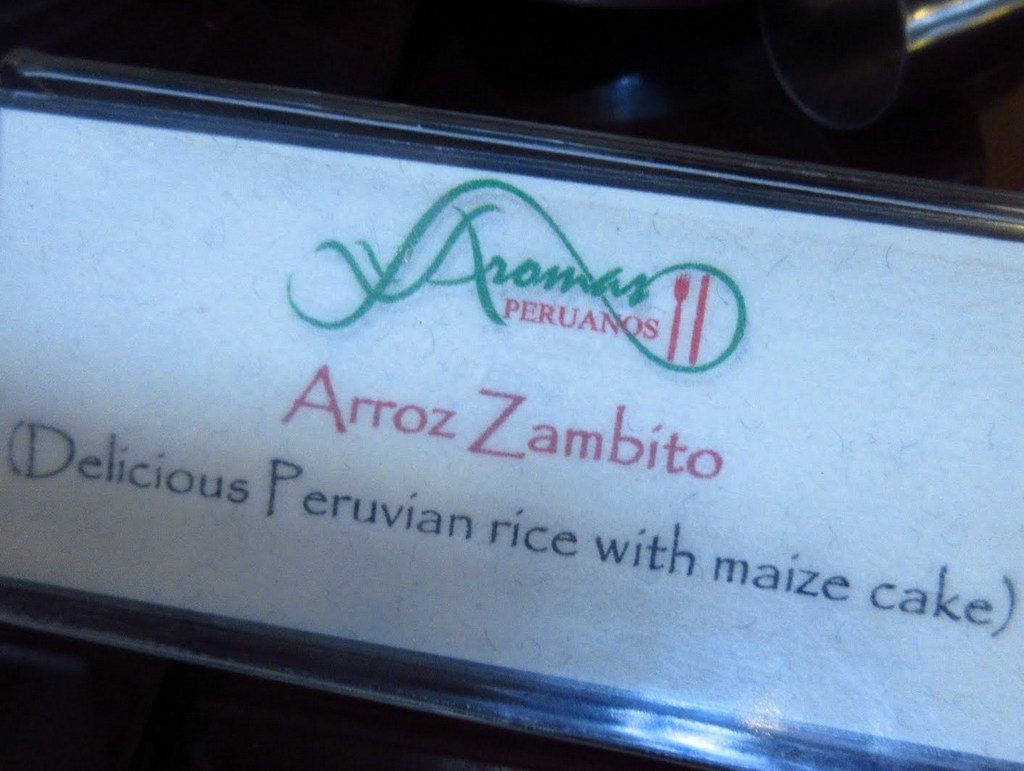 Aromas
PERUANOS
Arroz Zambito
(Delicious Peruvian rice with maize cake)